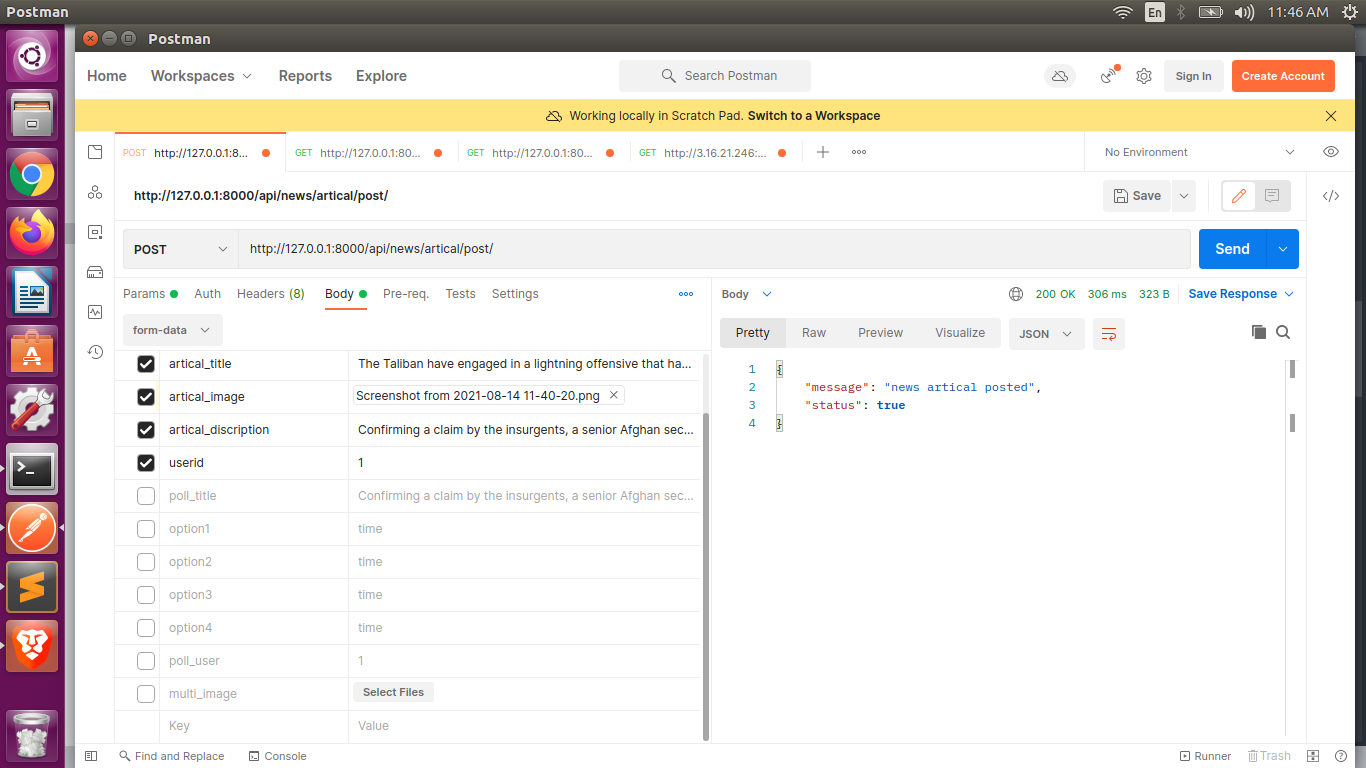 Postman
En
11:46 AM
Postman
Home Workspaces Reports Explore
Search Postman
Sign In
Create Account
Working locally in Scratch Pad. Switch to a Workspace
POST http://127.0.0.1:8...
GET http://127.0.0.1:80...
GET http://127.0.0.1:80...
GET http://3.16.21.246:...
No Environment
http://127.0.0.1:8000/api/news/artical/post/
Save
POST http://127.0.0.1:8000/api/news/artical/post/
Send
Params Auth Headers (8) Body Pre-req. Tests Settings
form-data
artical_title The Taliban have engaged in a lightning offensive that ha...
artical_image Screenshot from 2021-08-14 11-40-20.png
artical_discription Confirming a claim by the insurgents, a senior Afghan sec...
userid 1
poll_title Confirming a claim by the insurgents, a senior Afghan sec...
option1 time
option2 time
option3 time
option4 time
poll_user 1
multi_image Select Files
Key Value
Body
200 OK 306 ms 323 B Save Response
Pretty Raw Preview Visualize JSON
1 {
2 "message": "news artical posted",
3 "status": true
4 }
Find and Replace Console
Runner Trash